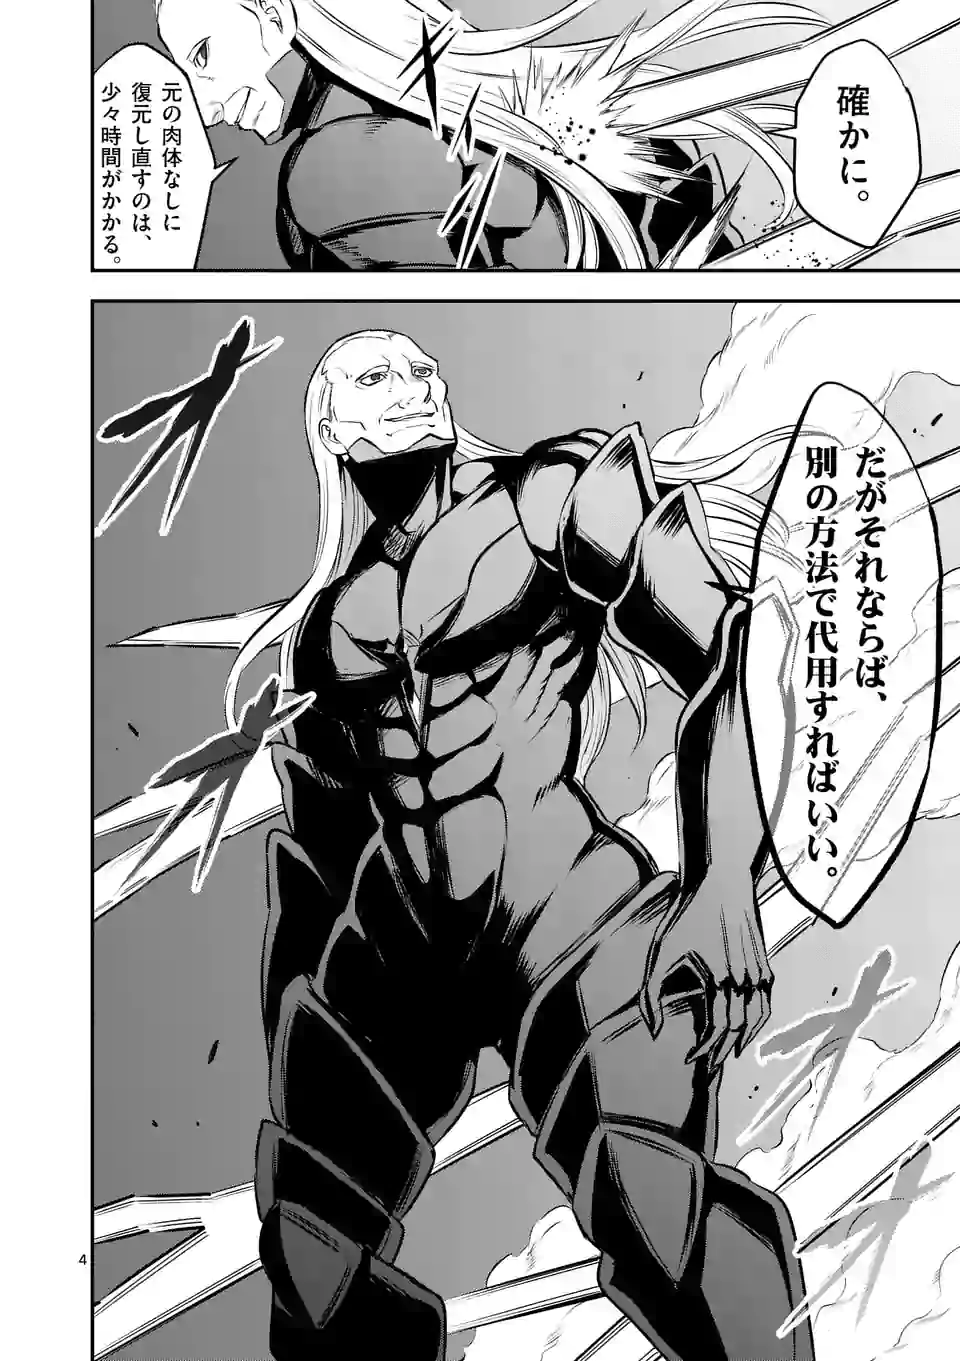 確かに。
元の肉体なしに
復元し直すのは、
少々時間がかかる。
だがそれならば、
別の方法で代用すればいい。
4